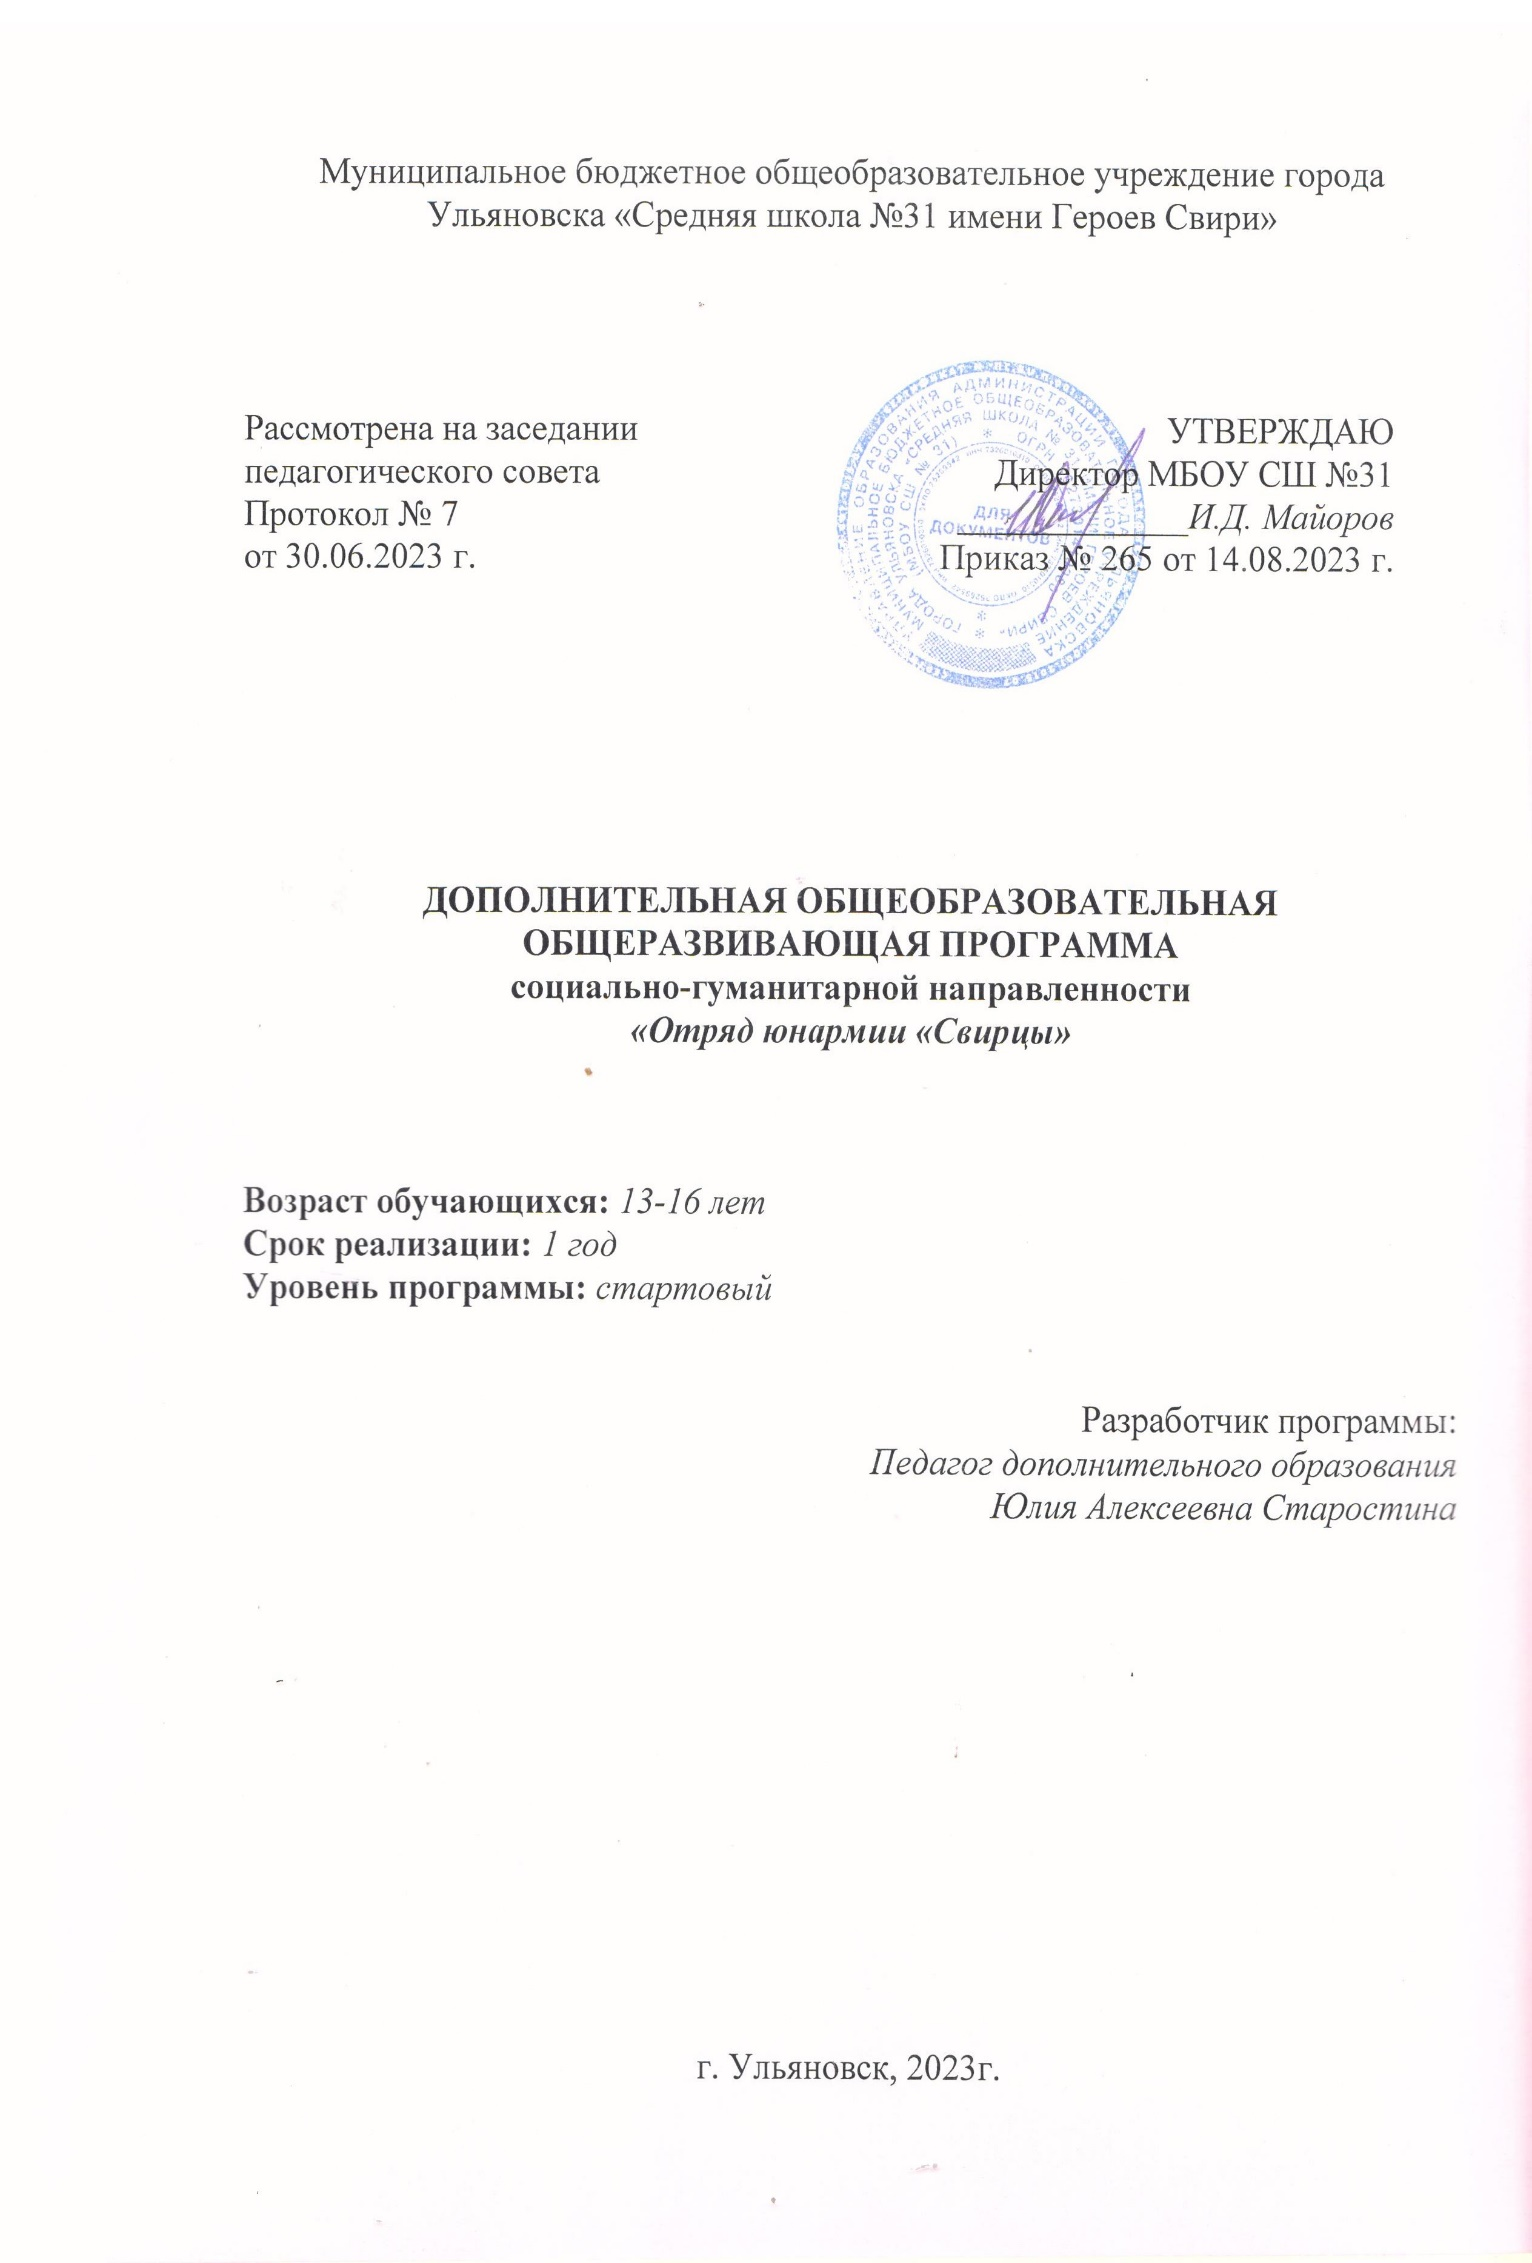 Муниципальное бюджетное общеобразовательное учреждение города
Ульяновска «Средняя школа №31 имени Героев Свири»
Рассмотрена на заседании
педагогического совета
Протокол № 7
от 30.06.2023 г.
УТВЕРЖДАЮ
Директор МБОУ СШ №31
И.Д. Майоров
Приказ № 265 от 14.08.2023 г.
ДЛЯ
ДОКУМЕНТОВ
ДОПОЛНИТЕЛЬНАЯ ОБЩЕОБРАЗОВАТЕЛЬНАЯ
ОБЩЕРАЗВИВАЮЩАЯ ПРОГРАММА
социально-гуманитарной направленности
«Отряд юнармии «Свирцы»
Возраст обучающихся: 13-16 лет
Срок реализации: 1 год
Уровень программы: стартовый
Разработчик программы:
Педагог дополнительного образования
Юлия Алексеевна Старостина
г. Ульяновск, 2023г.